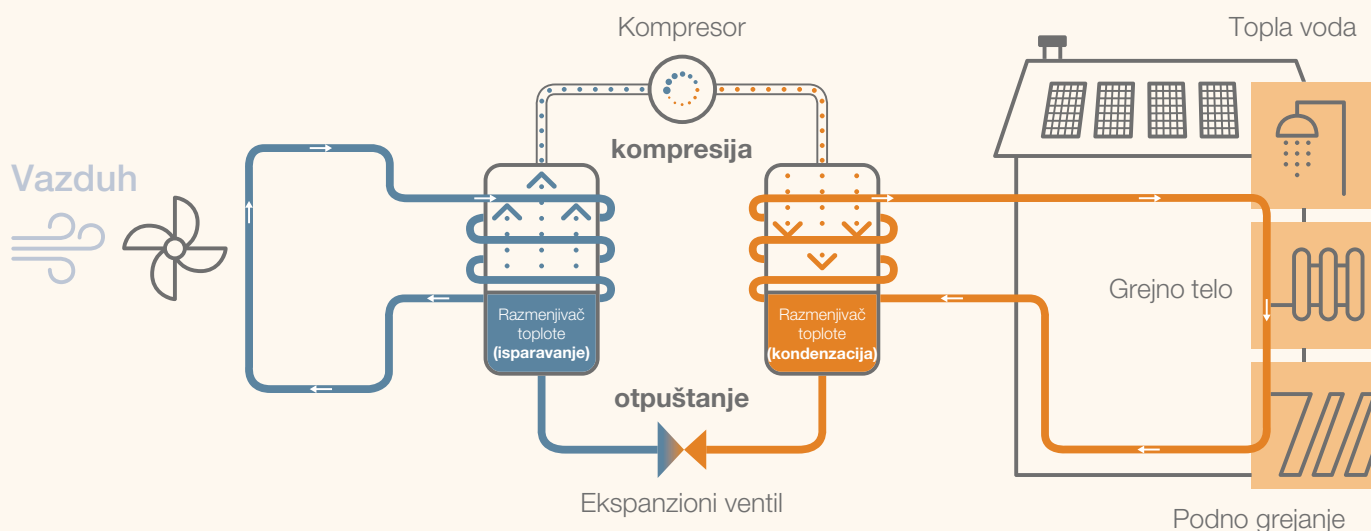 Kompresor
Topla voda
kompresija
Vazduh
Grejno telo
Razmenjivač
toplote
(isparavanje)
Razmenjivač
toplote
(kondenzacija)
otpuštanje
Ekspanzioni ventil
Podno grejanje